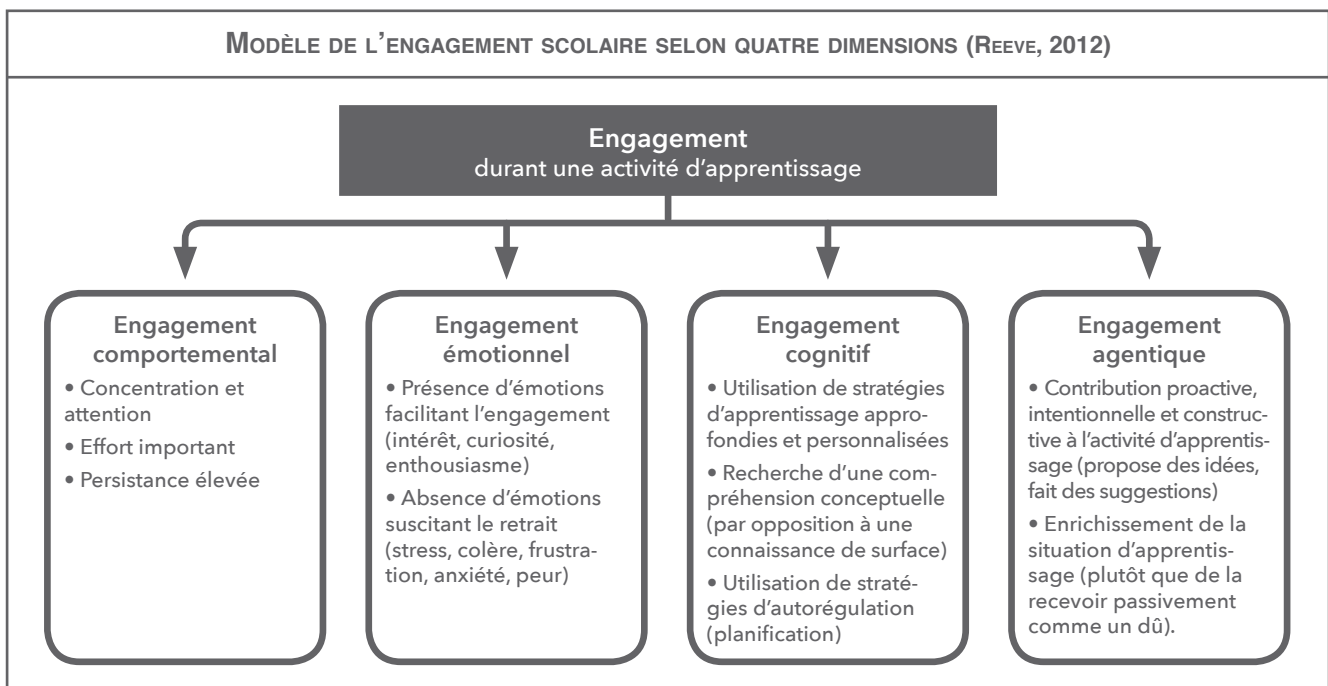 MODÈLE DE L’ENGAGEMENT SCOLAIRE SELON QUATRE DIMENSIONS (REEVE, 2012)
Engagement
durant une activité d’apprentissage
Engagement
comportemental
• Concentration et
attention
• Effort important
• Persistance élevée
Engagement
émotionnel
• Présence d’émotions
facilitant l’engagement
(intérêt, curiosité,
enthousiasme)
• Absence d’émotions
suscitant le retrait
(stress, colère, frustra-
tion, anxiété, peur)
Engagement
cognitif
• Utilisation de stratégies
d’apprentissage appro-
fondies et personnalisées
• Recherche d’une com-
préhension conceptuelle
(par opposition à une
connaissance de surface)
• Utilisation de straté-
gies d’autorégulation
(planification)
Engagement
agentique
• Contribution proactive,
intentionnelle et construc-
tive à l’activité d’apprentis-
sage (propose des idées,
fait des suggestions)
• Enrichissement de la
situation d’apprentis-
sage (plutôt que de la
recevoir passivement
comme un dû).